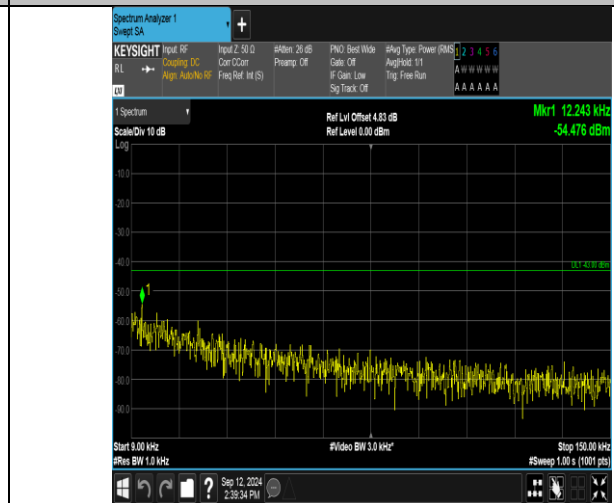 Spectrum Analyzer 1
Swept SA
+
KEYSIGHT Input: RF Input Z: 50 Ω #Atten: 26 dB PNO: Best Wide #Avg Type: Power (RMS 1 2 3 4 5 6
RL Coupling: DC Corr CCorr Preamp: Off Gate: Off Avg|Hold: 1/1 A W W W W W
Align: Auto/No RF Freq Ref: Int (S) IF Gain: Low Trig: Free Run
Sig Track: Off A A A A A A
LXI
1 Spectrum Ref Lvl Offset 4.83 dB Mkr1 12.243 kHz
Scale/Div 10 dB Ref Level 0.00 dBm -54.476 dBm
Log
-10.0
-20.0
-30.0
-40.0
DL1 -43.00 dBm
-50.0
1
-60.0
-70.0
-80.0
-90.0
Start 9.00 kHz #Video BW 3.0 kHz* Stop 150.00 kHz
#Res BW 1.0 kHz #Sweep 1.00 s (1001 pts)
? Sep 12, 2024
2:39:34 PM